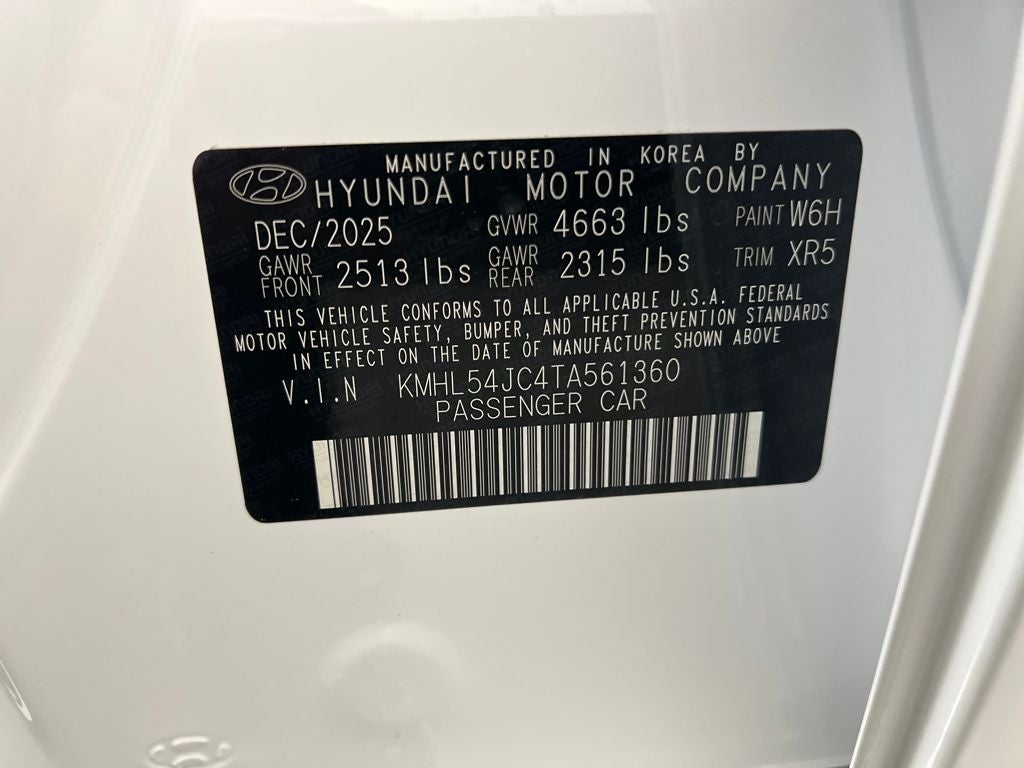 MANUFACTURED IN KOREA BY
HYUNDAI MOTOR COMPANY
DEC/2025 GVWR 4663 lbs PAINT W6H
GAWR FRONT 2513 lbs GAWR REAR 2315 lbs TRIM XR5
THIS VEHICLE CONFORMS TO ALL APPLICABLE U.S.A. FEDERAL
MOTOR VEHICLE SAFETY, BUMPER, AND THEFT PREVENTION STANDARDS
IN EFFECT ON THE DATE OF MANUFACTURE SHOWN ABOVE
V.I.N KMHL54JC4TA561360
PASSENGER CAR